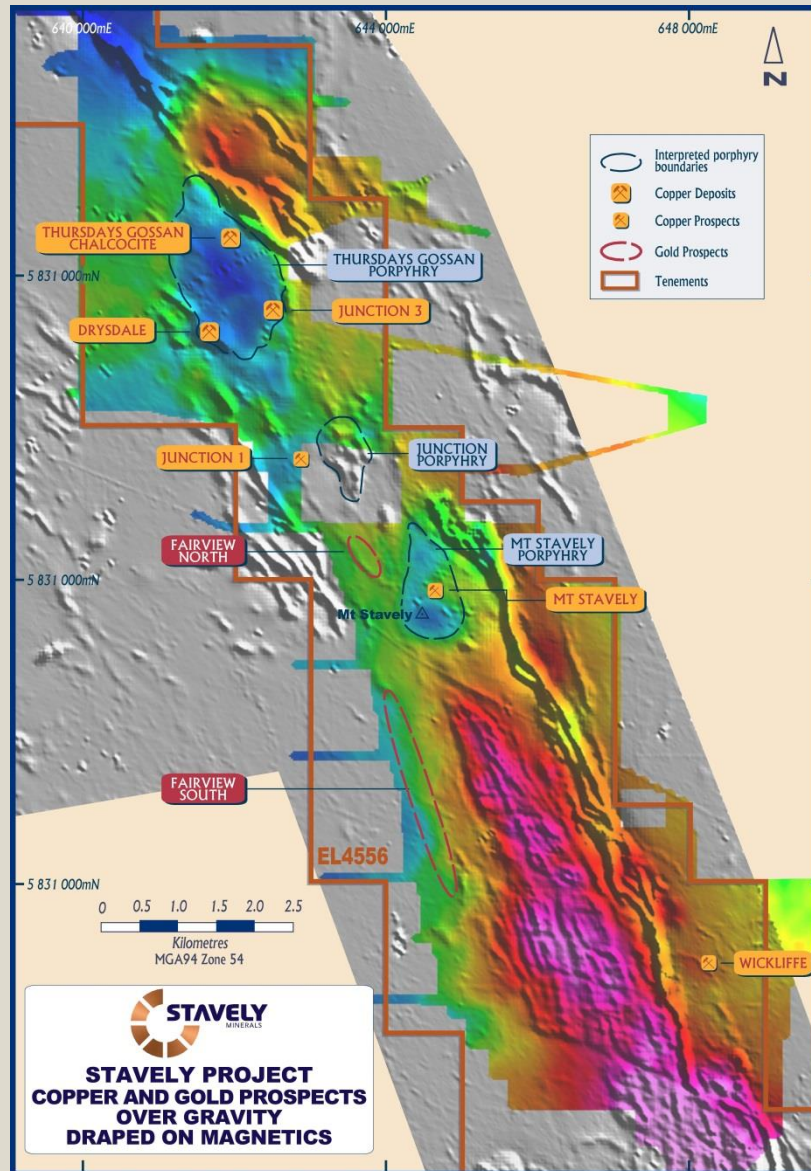 640 000mE
644 000mE
648 000mE
N
Interpreted porphyry
boundaries
Copper Deposits
Copper Prospects
Gold Prospects
Tenements
THURSDAYS GOSSAN
CHALCOCITE
THURSDAYS GOSSAN
PORPYHRY
5 831 000mN
JUNCTION 3
DRYSDALE
JUNCTION 1
JUNCTION
PORPYHRY
FAIRVIEW
NORTH
MT STAVELY
PORPYHRY
5 831 000mN
MT STAVELY
Mt Stavely
FAIRVIEW
SOUTH
EL4556
5 831 000mN
0 0.5 1.0 1.5 2.0 2.5
Kilometres
MGA94 Zone 54
WICKLIFFE
STAVELY
MINERALS
STAVELY PROJECT
COPPER AND GOLD PROSPECTS
OVER GRAVITY
DRAPED ON MAGNETICS